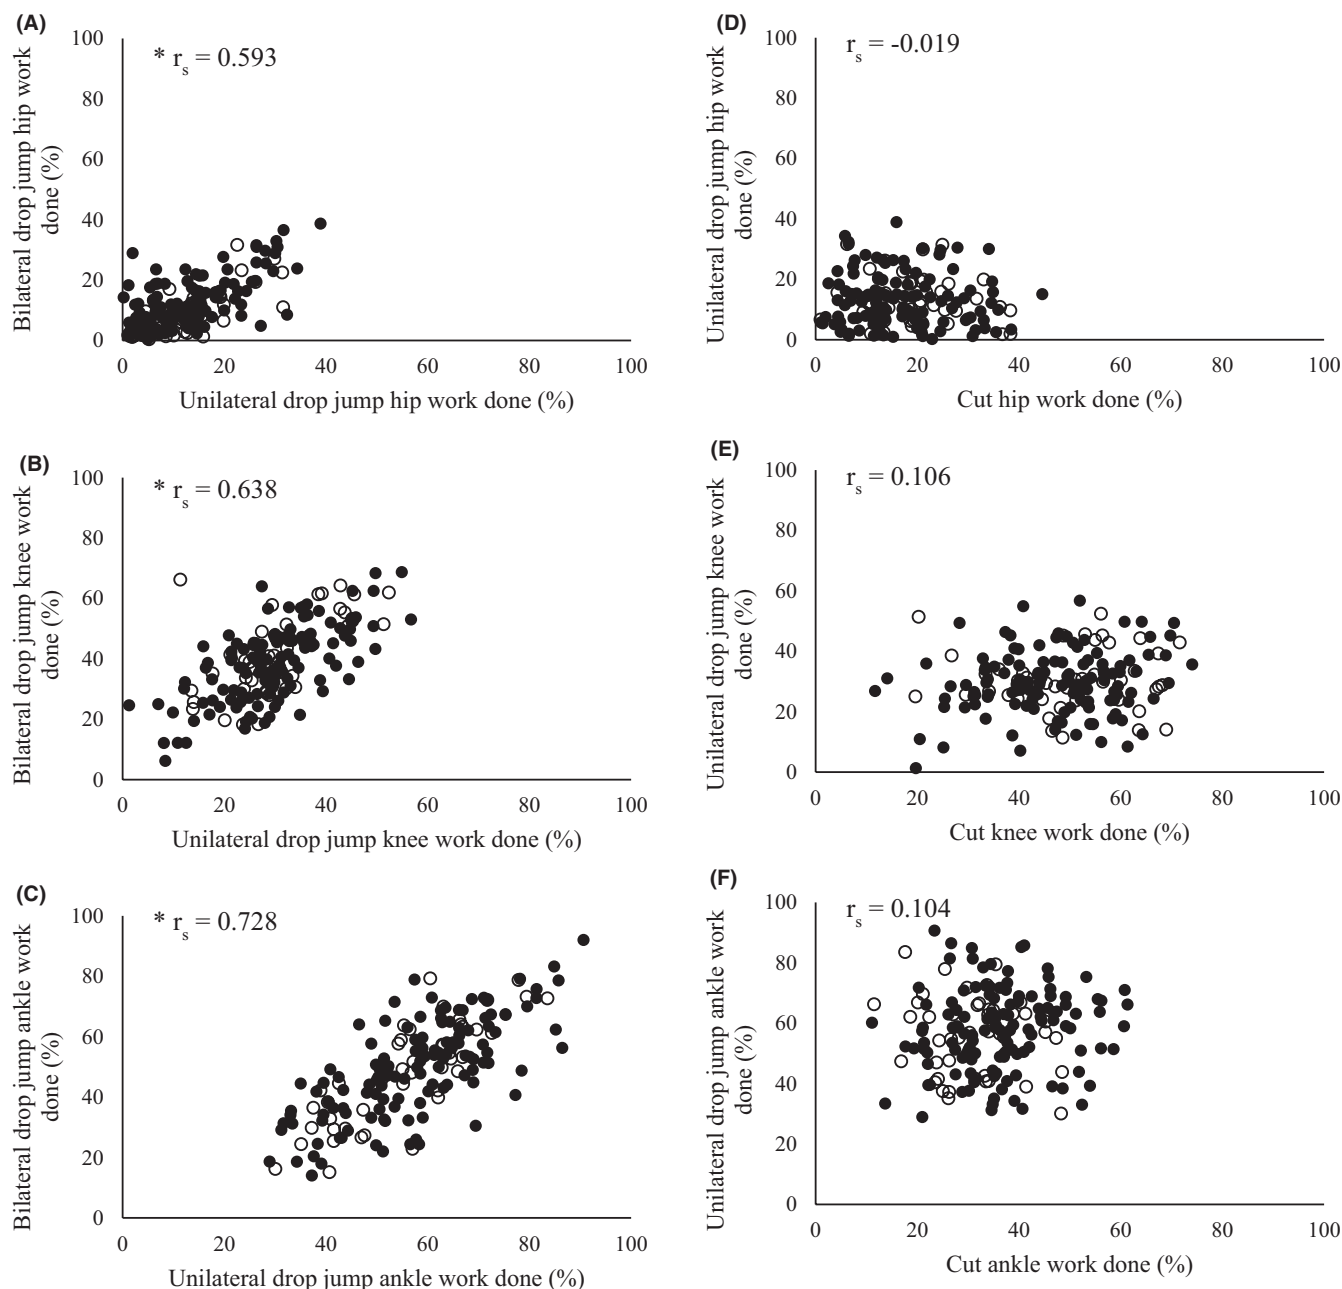 (A)
* rs = 0.593
Bilateral drop jump hip work
done (%)
100
80
60
40
20
0
0 20 40 60 80 100
Unilateral drop jump hip work done (%)
(D)
rs = -0.019
Unilateral drop jump hip work
done (%)
100
80
60
40
20
0
0 20 40 60 80 100
Cut hip work done (%)
(B)
* rs = 0.638
Bilateral drop jump knee work
done (%)
100
80
60
40
20
0
0 20 40 60 80 100
Unilateral drop jump knee work done (%)
(E)
rs = 0.106
Unilateral drop jump knee work
done (%)
100
80
60
40
20
0
0 20 40 60 80 100
Cut knee work done (%)
(C)
* rs = 0.728
Bilateral drop jump ankle work
done (%)
100
80
60
40
20
0
0 20 40 60 80 100
Unilateral drop jump ankle work done (%)
(F)
rs = 0.104
Unilateral drop jump ankle work
done (%)
100
80
60
40
20
0
0 20 40 60 80 100
Cut ankle work done (%)